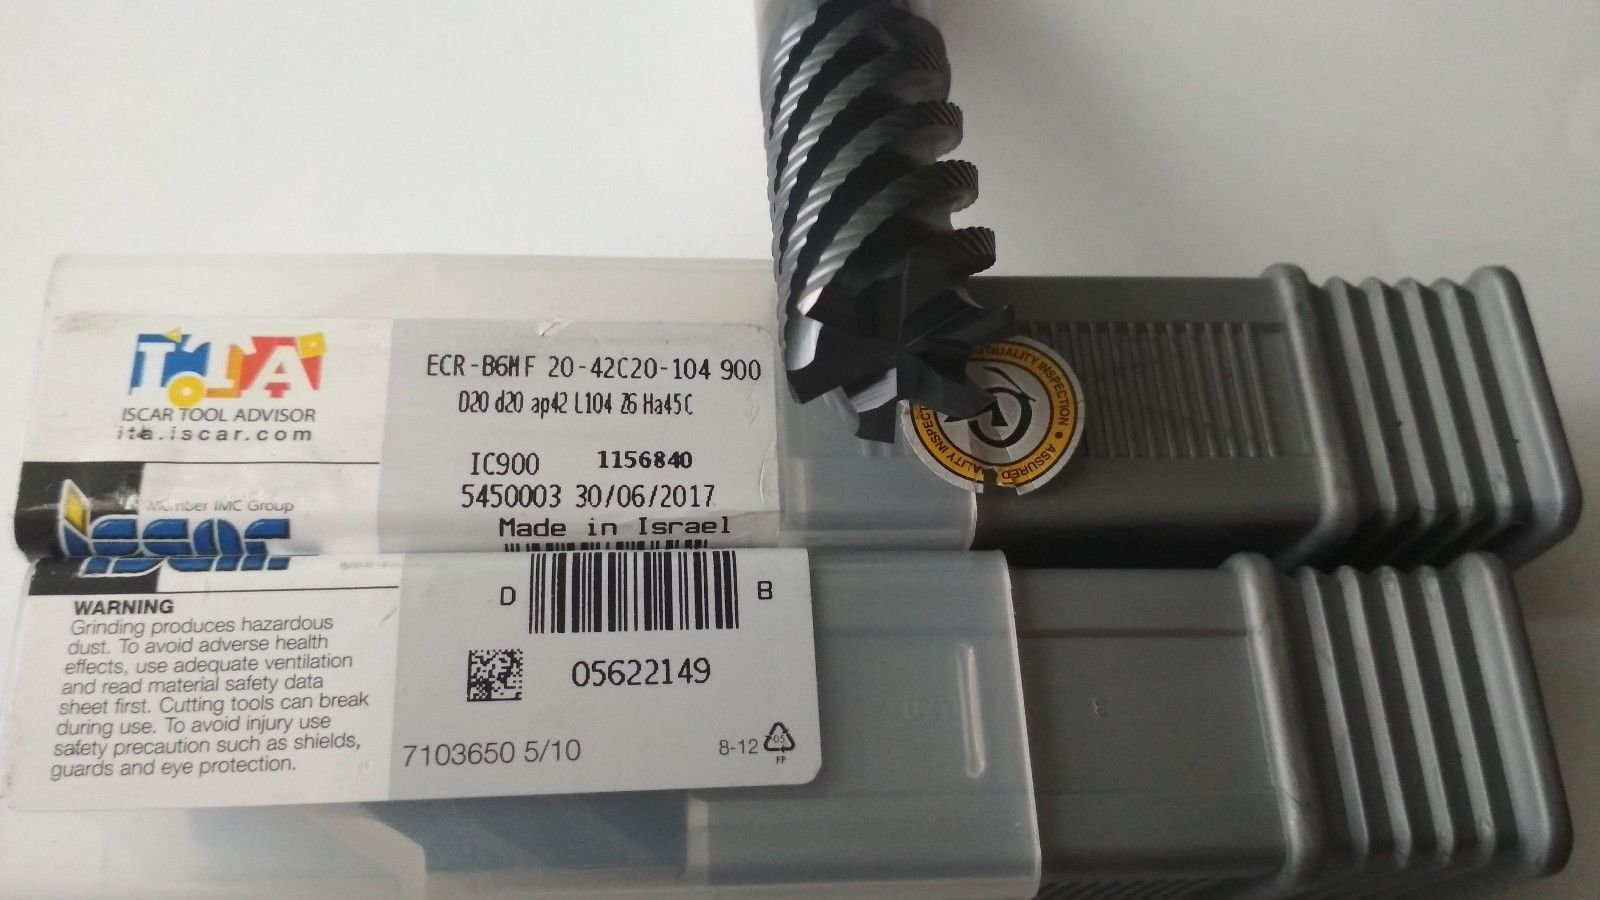 ITA
ISCAR TOOL ADVISOR
ita.iscar.com
Member IMC Group
iscar
ECR-B6MF 20-42C20-104 900
D20 d20 ap42 L104 Z6 Ha45C
IC900 1156840
5450003 30/06/2017
Made in Israel
D B
05622149
7103650 5/10
8-12
05
PP
WARNING
Grinding produces hazardous
dust. To avoid adverse health
effects, use adequate ventilation
and read material safety data
sheet first. Cutting tools can break
during use. To avoid injury use
safety precaution such as shields,
guards and eye protection.
QUALITY INSPECTION • ASSURED
QUALITY INSPECT